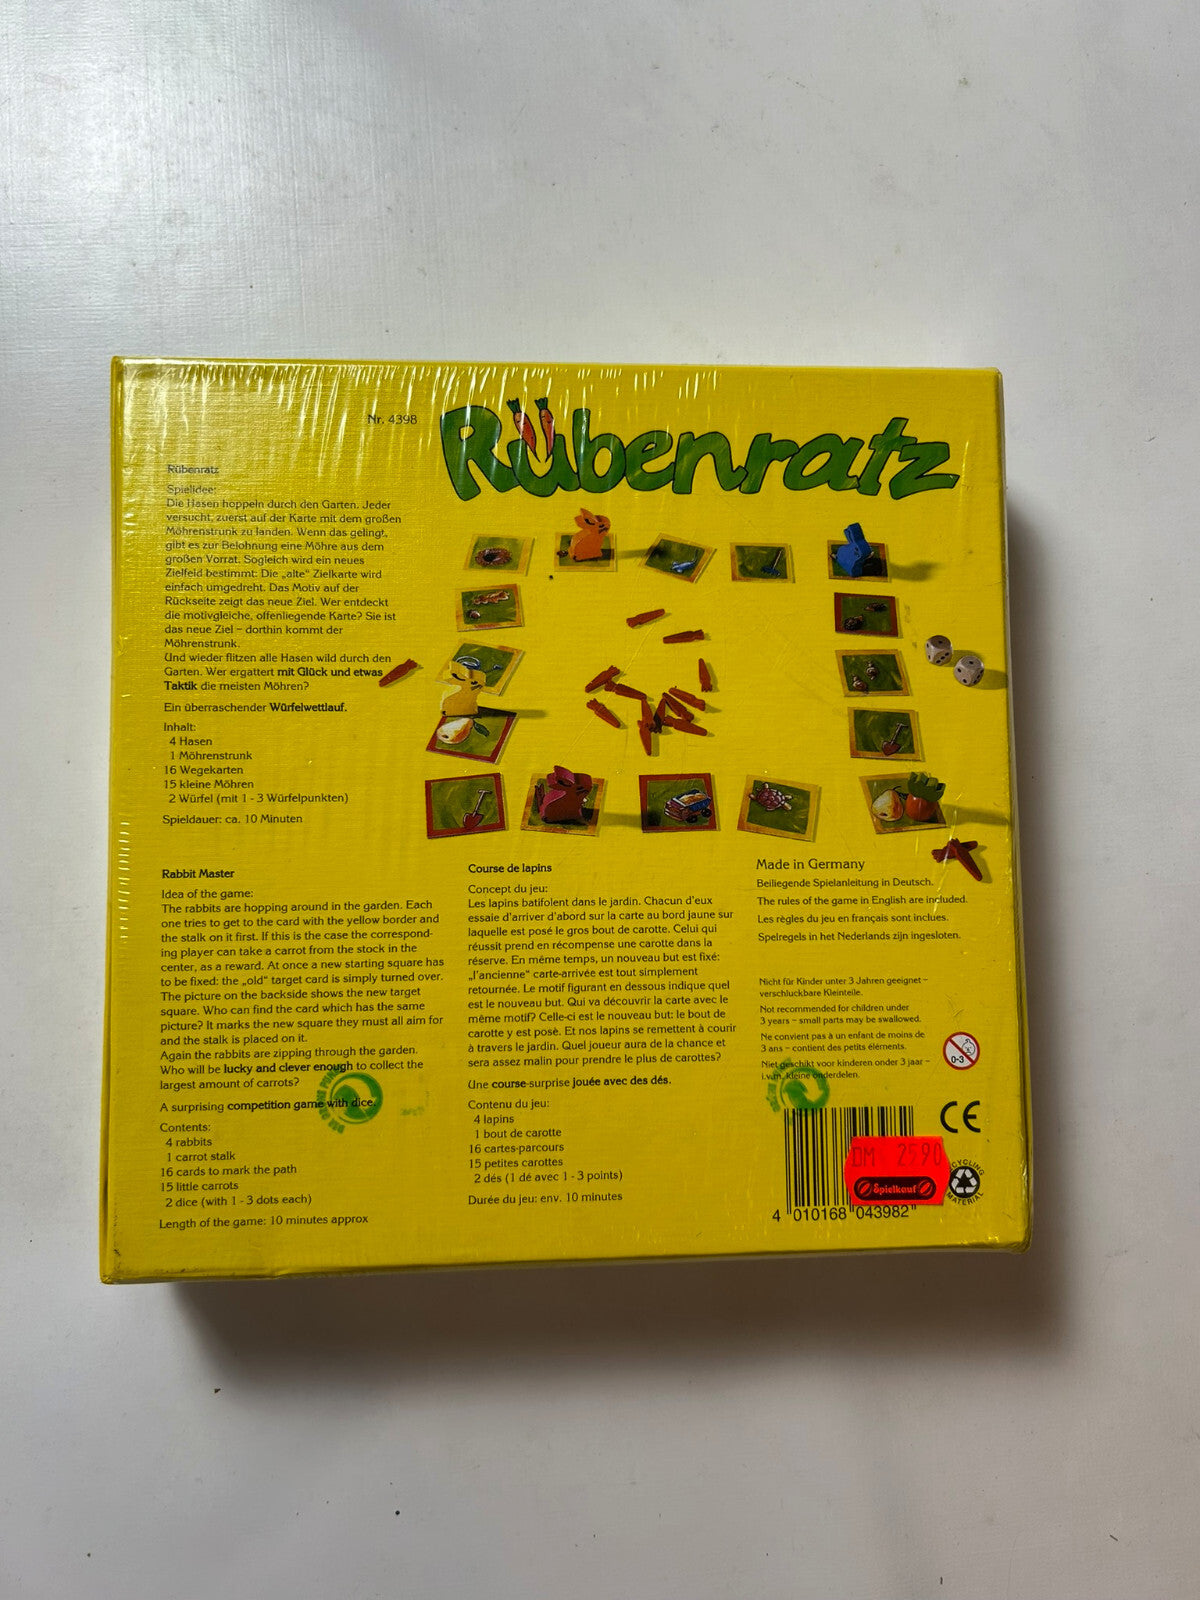 Nr. 4398
Rübenratz
Rübenratz
Spielidee:
Die Hasen hoppeln durch den Garten. Jeder
versucht, zuerst auf der Karte mit dem großen
Möhrenstrunk zu landen. Wenn das gelingt,
gibt es zur Belohnung eine Möhre aus dem
großen Vorrat. Sogleich wird ein neues
Zielfeld bestimmt: Die „alte" Zielkarte wird
einfach umgedreht. Das Motiv auf der
Rückseite zeigt das neue Ziel. Wer entdeckt
die motivgleiche, offenliegende Karte? Sie ist
das neue Ziel – dorthin kommt der
Möhrenstrunk.
Und wieder flitzen alle Hasen wild durch den
Garten. Wer ergattert mit Glück und etwas
Taktik die meisten Möhren?
Ein überraschender Würfelwettlauf.
Inhalt:
4 Hasen
1 Möhrenstrunk
16 Wegekarten
15 kleine Möhren
2 Würfel (mit 1 - 3 Würfelpunkten)
Spieldauer: ca. 10 Minuten
Rabbit Master
Idea of the game:
The rabbits are hopping around in the garden. Each
one tries to get to the card with the yellow border and
the stalk on it first. If this is the case the correspond-
ing player can take a carrot from the stock in the
center, as a reward. At once a new starting square has
to be fixed: the „old" target card is simply turned over.
The picture on the backside shows the new target
square. Who can find the card which has the same
picture? It marks the new square they must all aim for
and the stalk is placed on it.
Again the rabbits are zipping through the garden.
Who will be lucky and clever enough to collect the
largest amount of carrots?
A surprising competition game with dice.
Contents:
4 rabbits
1 carrot stalk
16 cards to mark the path
15 little carrots
2 dice (with 1 - 3 dots each)
Length of the game: 10 minutes approx
Course de lapins
Concept du jeu:
Les lapins batifolent dans le jardin. Chacun d'eux
essaie d'arriver d'abord sur la carte au bord jaune sur
laquelle est posé le gros bout de carotte. Celui qui
réussit prend en récompense une carotte dans la
réserve. En même temps, un nouveau but est fixé:
„l'ancienne" carte-arrivée est tout simplement
retournée. Le motif figurant en dessous indique quel
est le nouveau but. Qui va découvrir la carte avec le
même motif? Celle-ci est le nouveau but: le bout de
carotte y est posé. Et nos lapins se remettent à courir
à travers le jardin. Quel joueur aura de la chance et
sera assez malin pour prendre le plus de carottes?
Une course-surprise jouée avec des dés.
Contenu du jeu:
4 lapins
1 bout de carotte
16 cartes-parcours
15 petites carottes
2 dés (1 dé avec 1 - 3 points)
Durée du jeu: env. 10 minutes
Made in Germany
Beiliegende Spielanleitung in Deutsch.
The rules of the game in English are included.
Les règles du jeu en français sont inclues.
Spelregels in het Nederlands zijn ingesloten.
Nicht für Kinder unter 3 Jahren geeignet –
verschluckbare Kleinteile.
Not recommended for children under
3 years – small parts may be swallowed.
Ne convient pas à un enfant de moins de
3 ans – contient des petits éléments.
Niet geschikt voor kinderen onder 3 jaar –
i.v.m. kleine onderdelen.
0-3
CE
DM 2590
Spielkauf
RECYCLING
MATERIAL
4 010168 043982